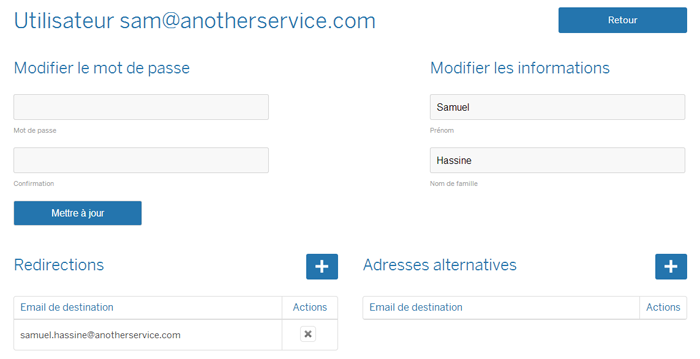 Utilisateur sam@anotherservice.com
Retour
Modifier le mot de passe
Modifier les informations
Samuel
Mot de passe
Prénom
Hassine
Confirmation
Nom de famille
Mettre à jour
Redirections
Adresses alternatives
Email de destination Actions
Email de destination Actions
samuel.hassine@anotherservice.com